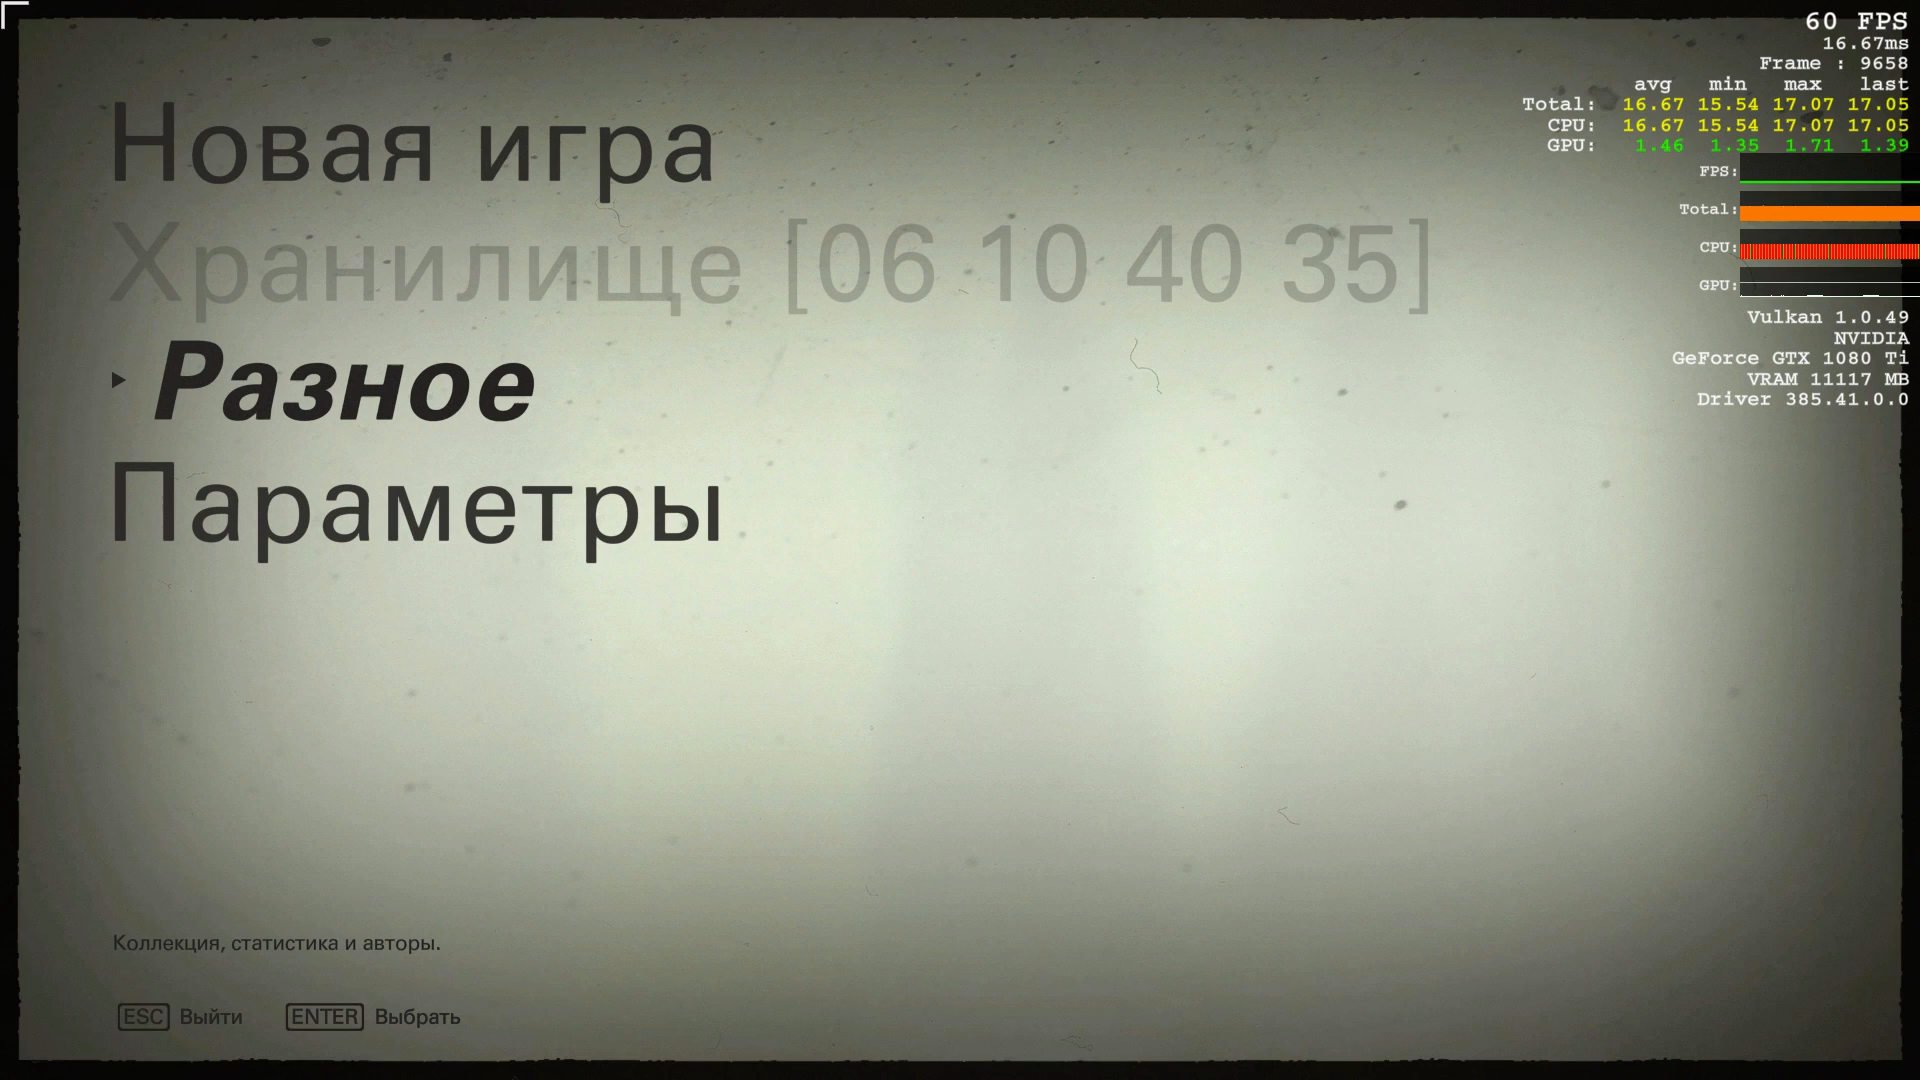 Новая игра
Хранилище [06 10 40 35]
Разное
Параметры
Коллекция, статистика и авторы.
ESC Выйти ENTER Выбрать
60 FPS
16.67ms
Frame : 9658
avg min max last
Total: 16.67 15.54 17.07 17.05
CPU: 16.67 15.54 17.07 17.05
GPU: 1.46 1.35 1.71 1.39
FPS:
Total:
CPU:
GPU:
Vulkan 1.0.49
NVIDIA
GeForce GTX 1080 Ti
VRAM 11117 MB
Driver 385.41.0.0